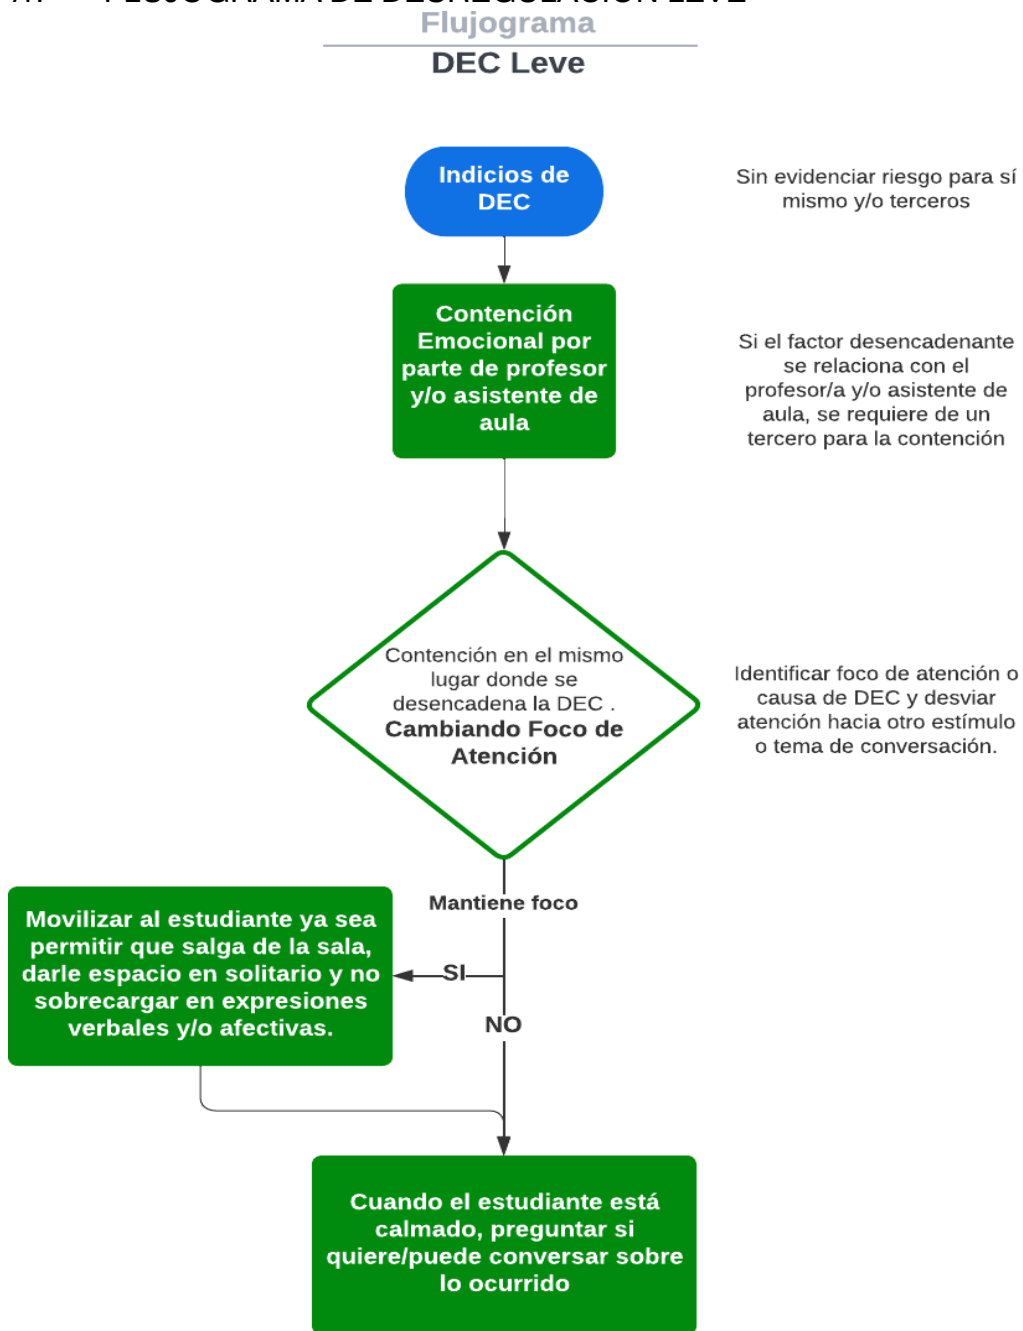 FLUJOGRAMA DE DESREGULACIÓN LEVE
Flujograma
DEC Leve
Indicios de
DEC
Sin evidenciar riesgo para sí
mismo y/o terceros
Contención
Emocional por
parte de profesor
y/o asistente de
aula
Si el factor desencadenante
se relaciona con el
profesor/a y/o asistente de
aula, se requiere de un
tercero para la contención
Contención en el mismo
lugar donde se
desencadena la DEC .
Cambiando Foco de
Atención
Identificar foco de atención o
causa de DEC y desviar
atención hacia otro estímulo
o tema de conversación.
Mantiene foco
Movilizar al estudiante ya sea
permitir que salga de la sala,
darle espacio en solitario y no
sobrecargar en expresiones
verbales y/o afectivas.
SI
NO
Cuando el estudiante está
calmado, preguntar si
quiere/puede conversar sobre
lo ocurrido